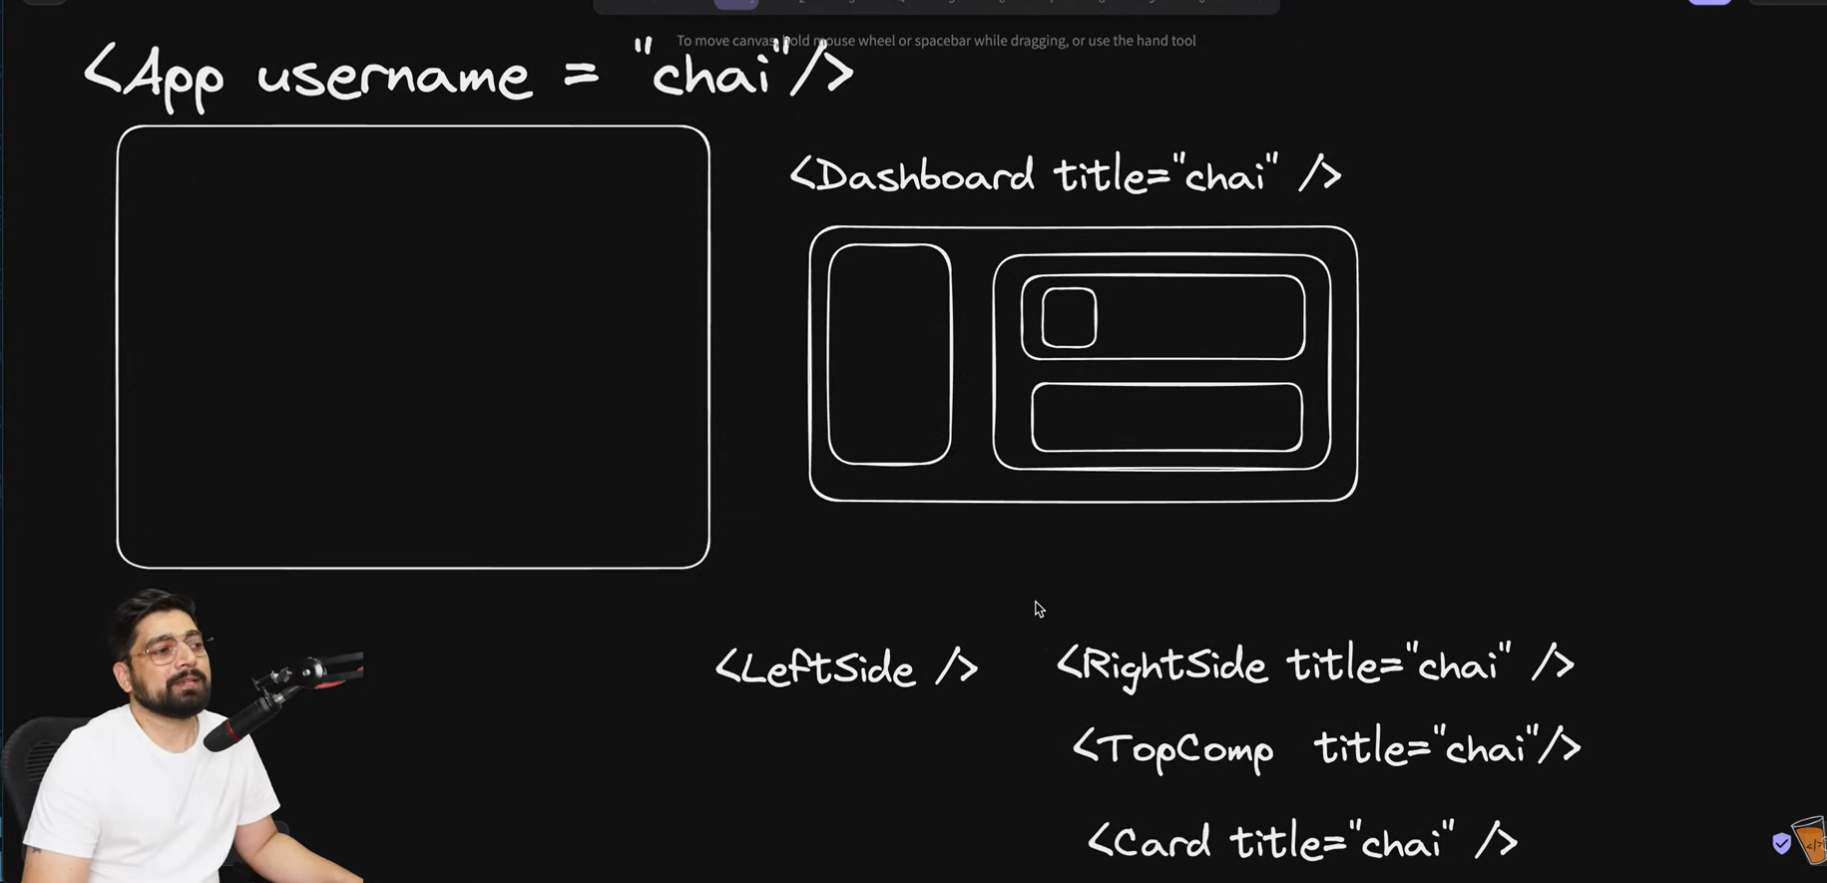 To move canvas, hold mouse wheel or spacebar while dragging, or use the hand tool
<App username = "chai"/>
<Dashboard title="chai" />
<LeftSide />
<RightSide title="chai" />
<TopComp title="chai"/>
<Card title="chai" />
</>